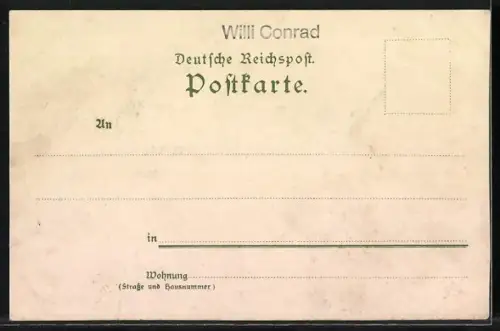 Willi Conrad
Deutsche Reichspost.
Postkarte.
An
in
Wohnung
(Straße und Hausnummer)